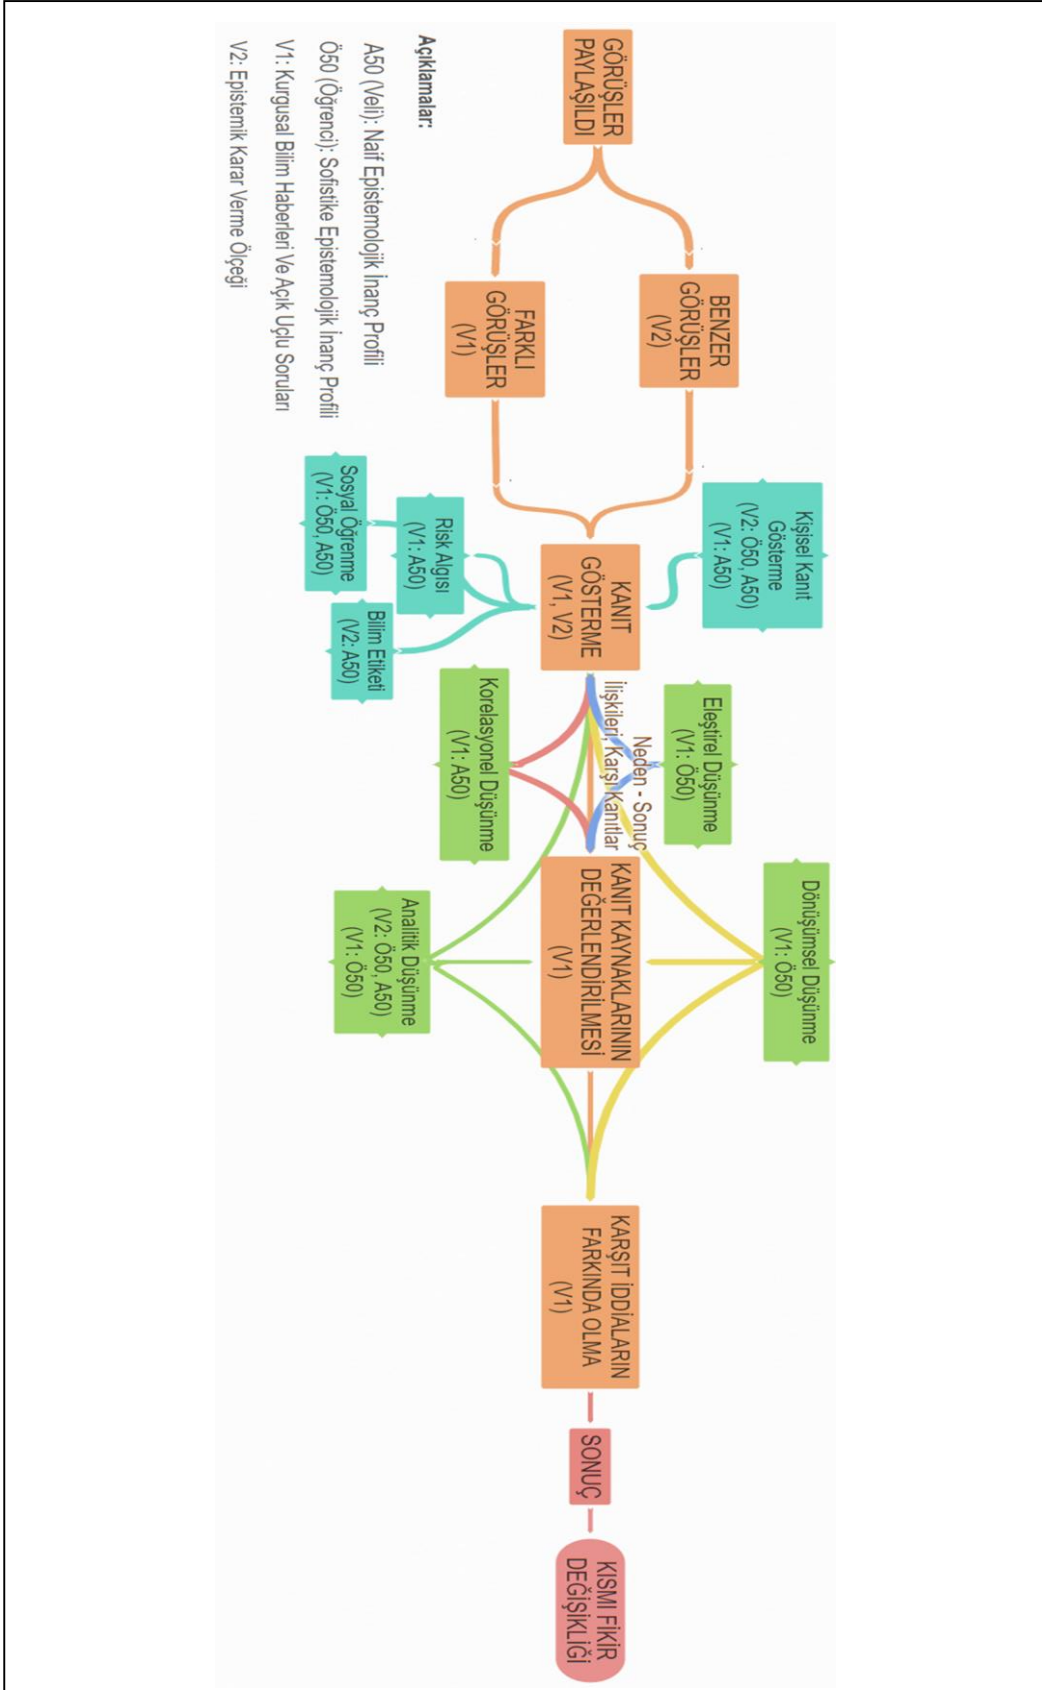 GÖRÜŞLER
PAYLAŞILDI
BENZER
GÖRÜŞLER
(V2)
FARKLI
GÖRÜŞLER
(V1)
Kişisel Kanıt
Gösterme
(V2: Ö50, A50)
(V1: A50)
KANIT
GÖSTERME
(V1, V2)
Risk Algısı
(V1: A50)
Sosyal Öğrenme
(V1: Ö50, A50)
Bilim Etiketi
(V2: A50)
Eleştirel Düşünme
(V1: Ö50)
Neden - Sonuç
İlişkileri, Karşı Kanıtlar
Korelasyonel Düşünme
(V1: A50)
Dönüşümsel Düşünme
(V1: Ö50)
KANIT KAYNAKLARININ
DEĞERLENDİRİLMESİ
(V1)
Analitik Düşünme
(V2: Ö50, A50)
(V1: Ö50)
KARŞIT İDDİALARIN
FARKINDA OLMA
(V1)
SONUÇ
KISMI FİKİR
DEĞİŞİKLİĞİ
Açıklamalar:
A50 (Veli): Naif Epistemolojik İnanç Profili
Ö50 (Öğrenci): Sofistike Epistemolojik İnanç Profili
V1: Kurgusal Bilim Haberleri Ve Açık Uçlu Soruları
V2: Epistemik Karar Verme Ölçeği